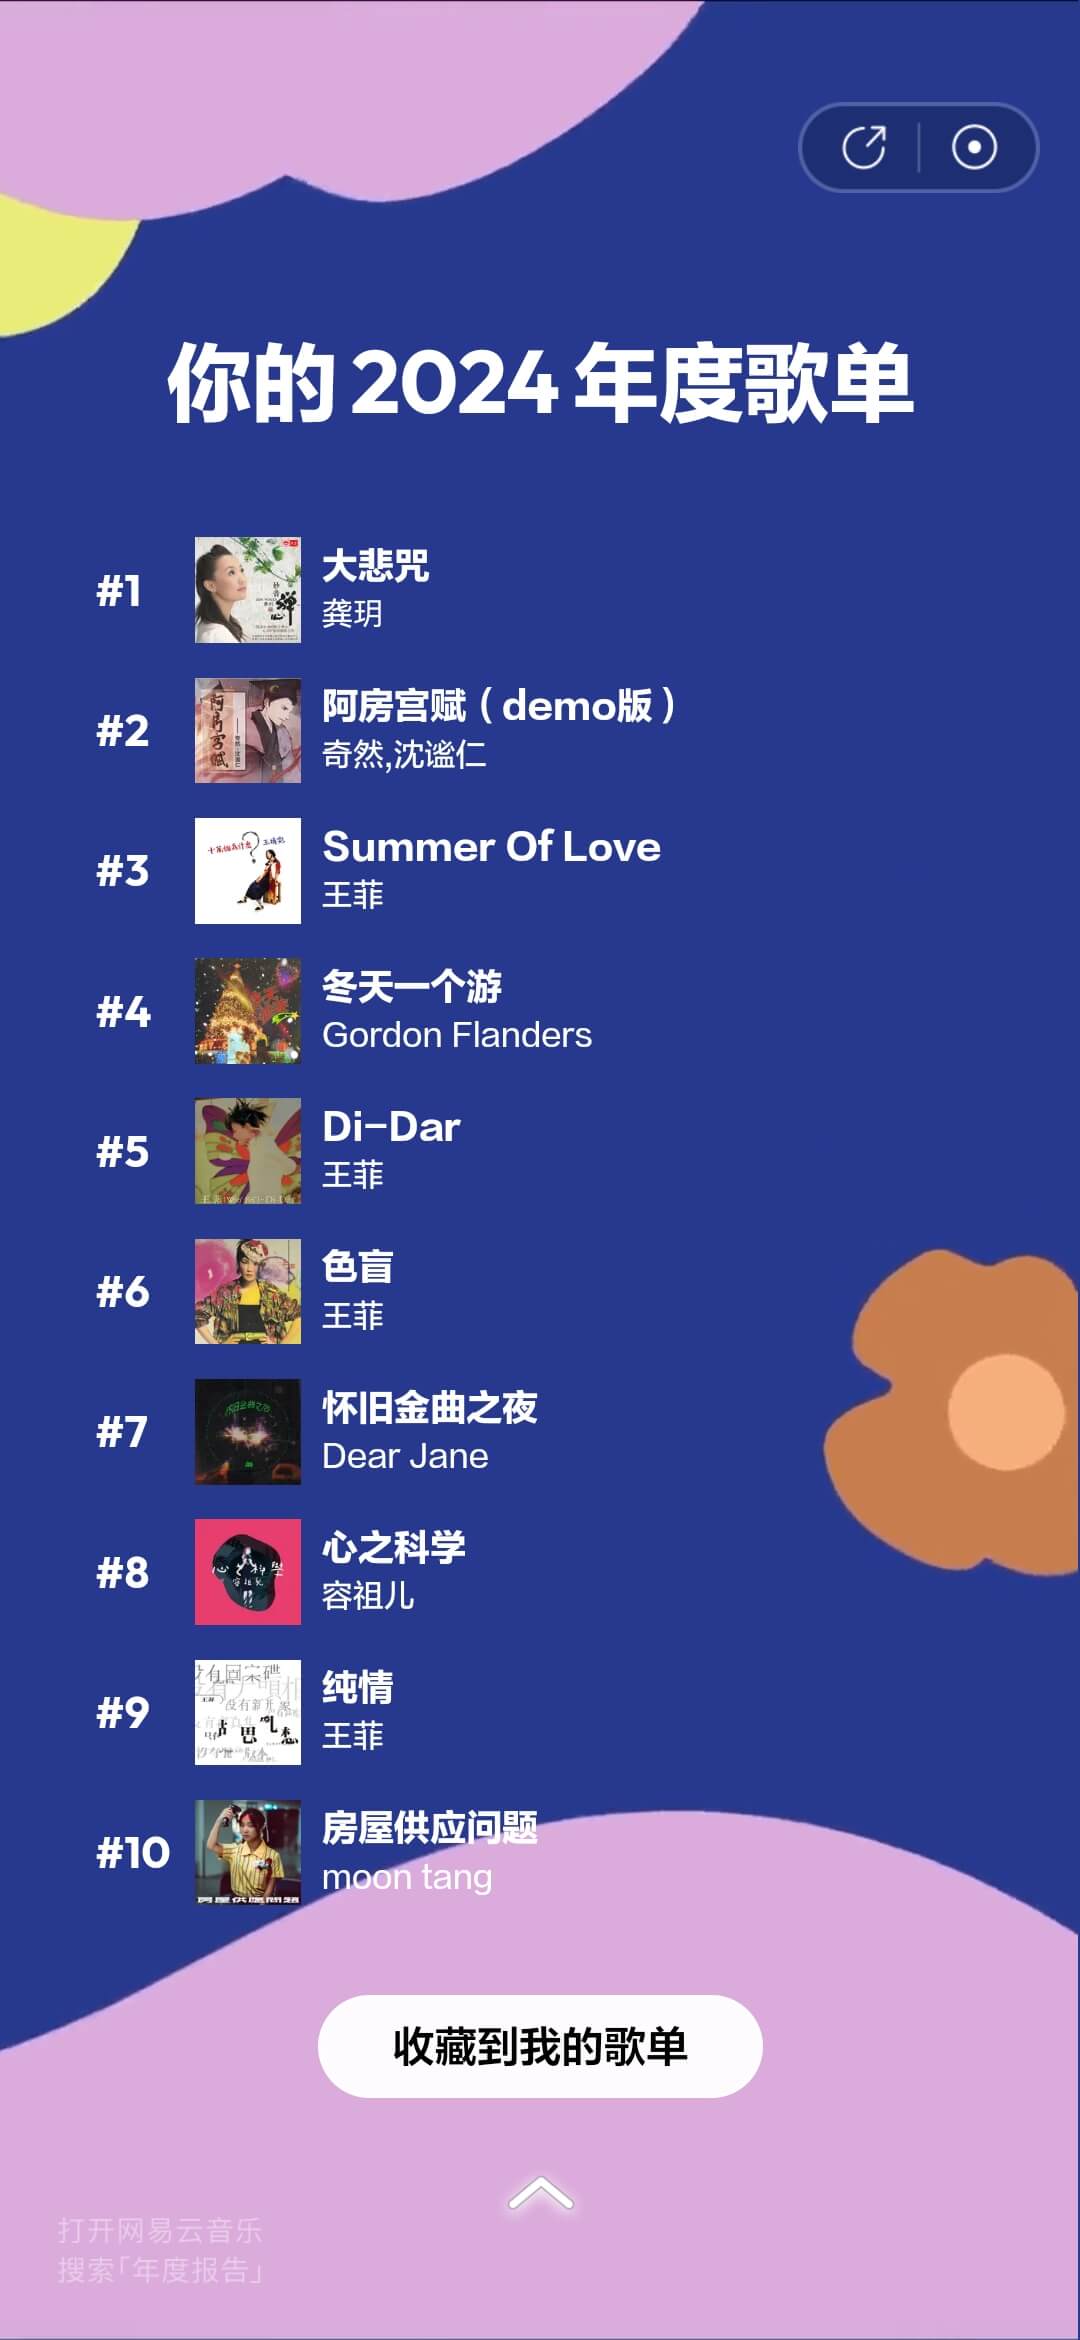 你的 2024 年度歌单
#1
大悲咒
龚玥
#2
阿房宫赋（demo版）
奇然,沈谧仁
#3
Summer Of Love
王菲
#4
冬天一个游
Gordon Flanders
#5
Di-Dar
王菲
#6
色盲
王菲
#7
怀旧金曲之夜
Dear Jane
#8
心之科学
容祖儿
#9
纯情
王菲
#10
房屋供应问题
moon tang
收藏到我的歌单
打开网易云音乐
搜索「年度报告」